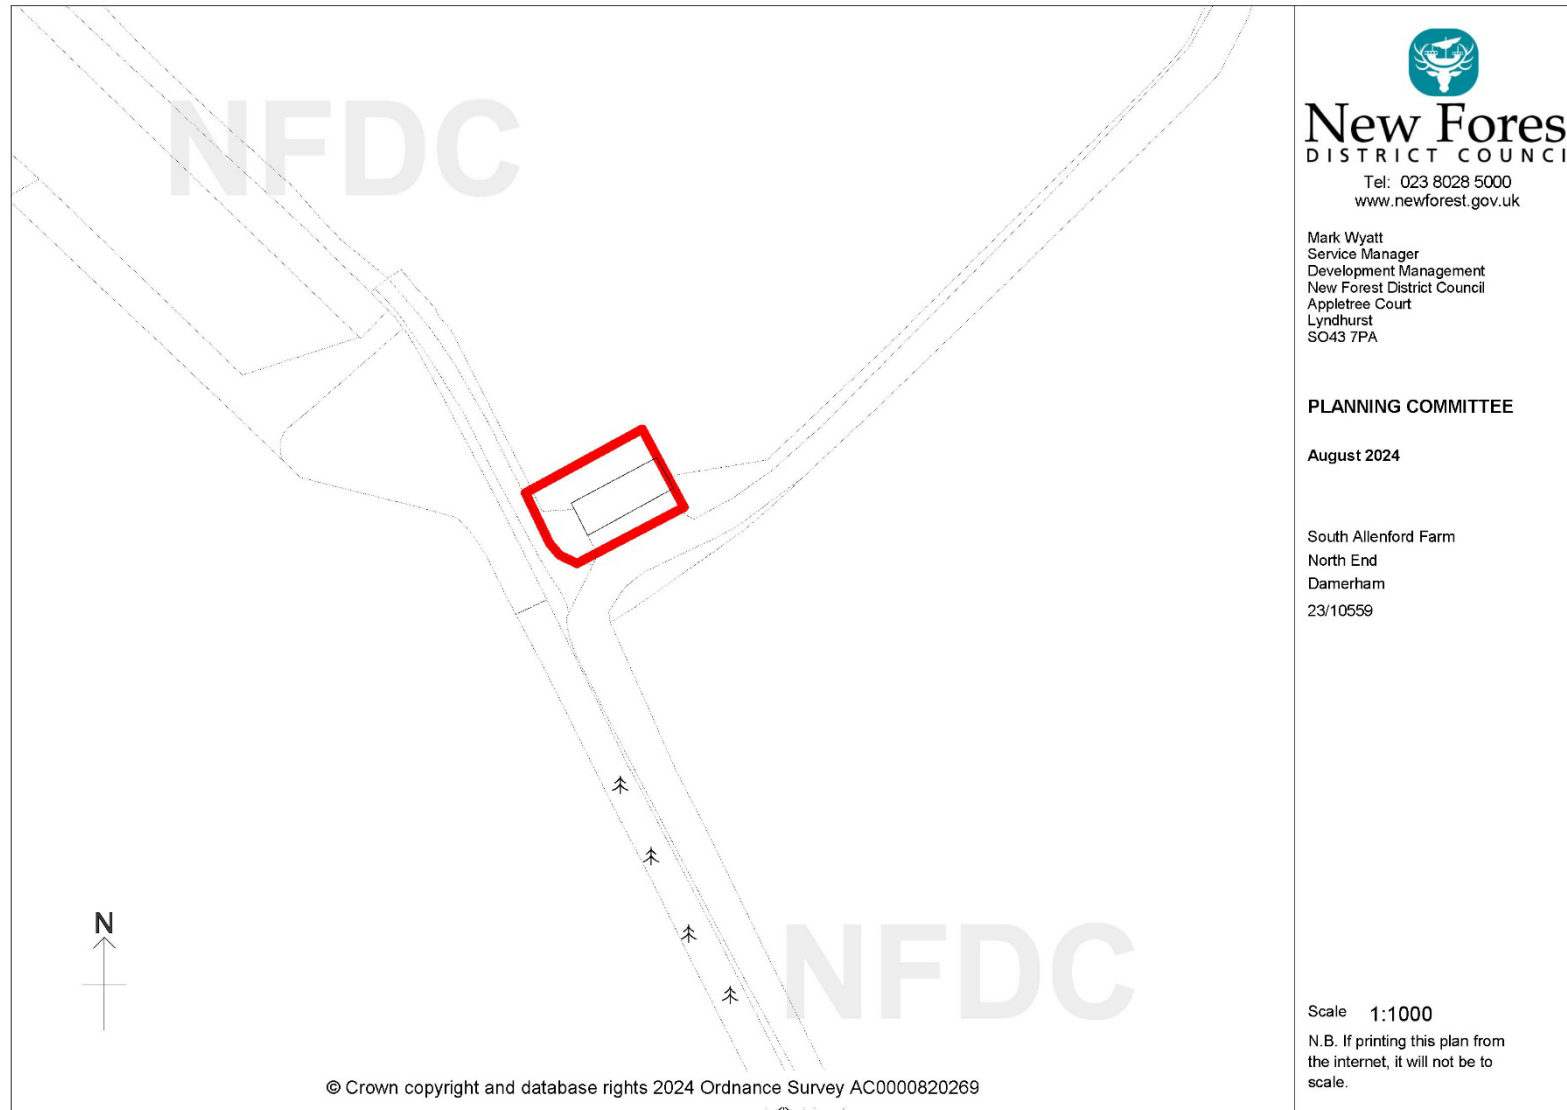 NFDC
NFDC
N
© Crown copyright and database rights 2024 Ordnance Survey AC0000820269
New Fores
DISTRICT COUNCI
Tel: 023 8028 5000
www.newforest.gov.uk
Mark Wyatt
Service Manager
Development Management
New Forest District Council
Appletree Court
Lyndhurst
SO43 7PA
PLANNING COMMITTEE
August 2024
South Allenford Farm
North End
Damerham
23/10559
Scale 1:1000
N.B. If printing this plan from
the internet, it will not be to
scale.